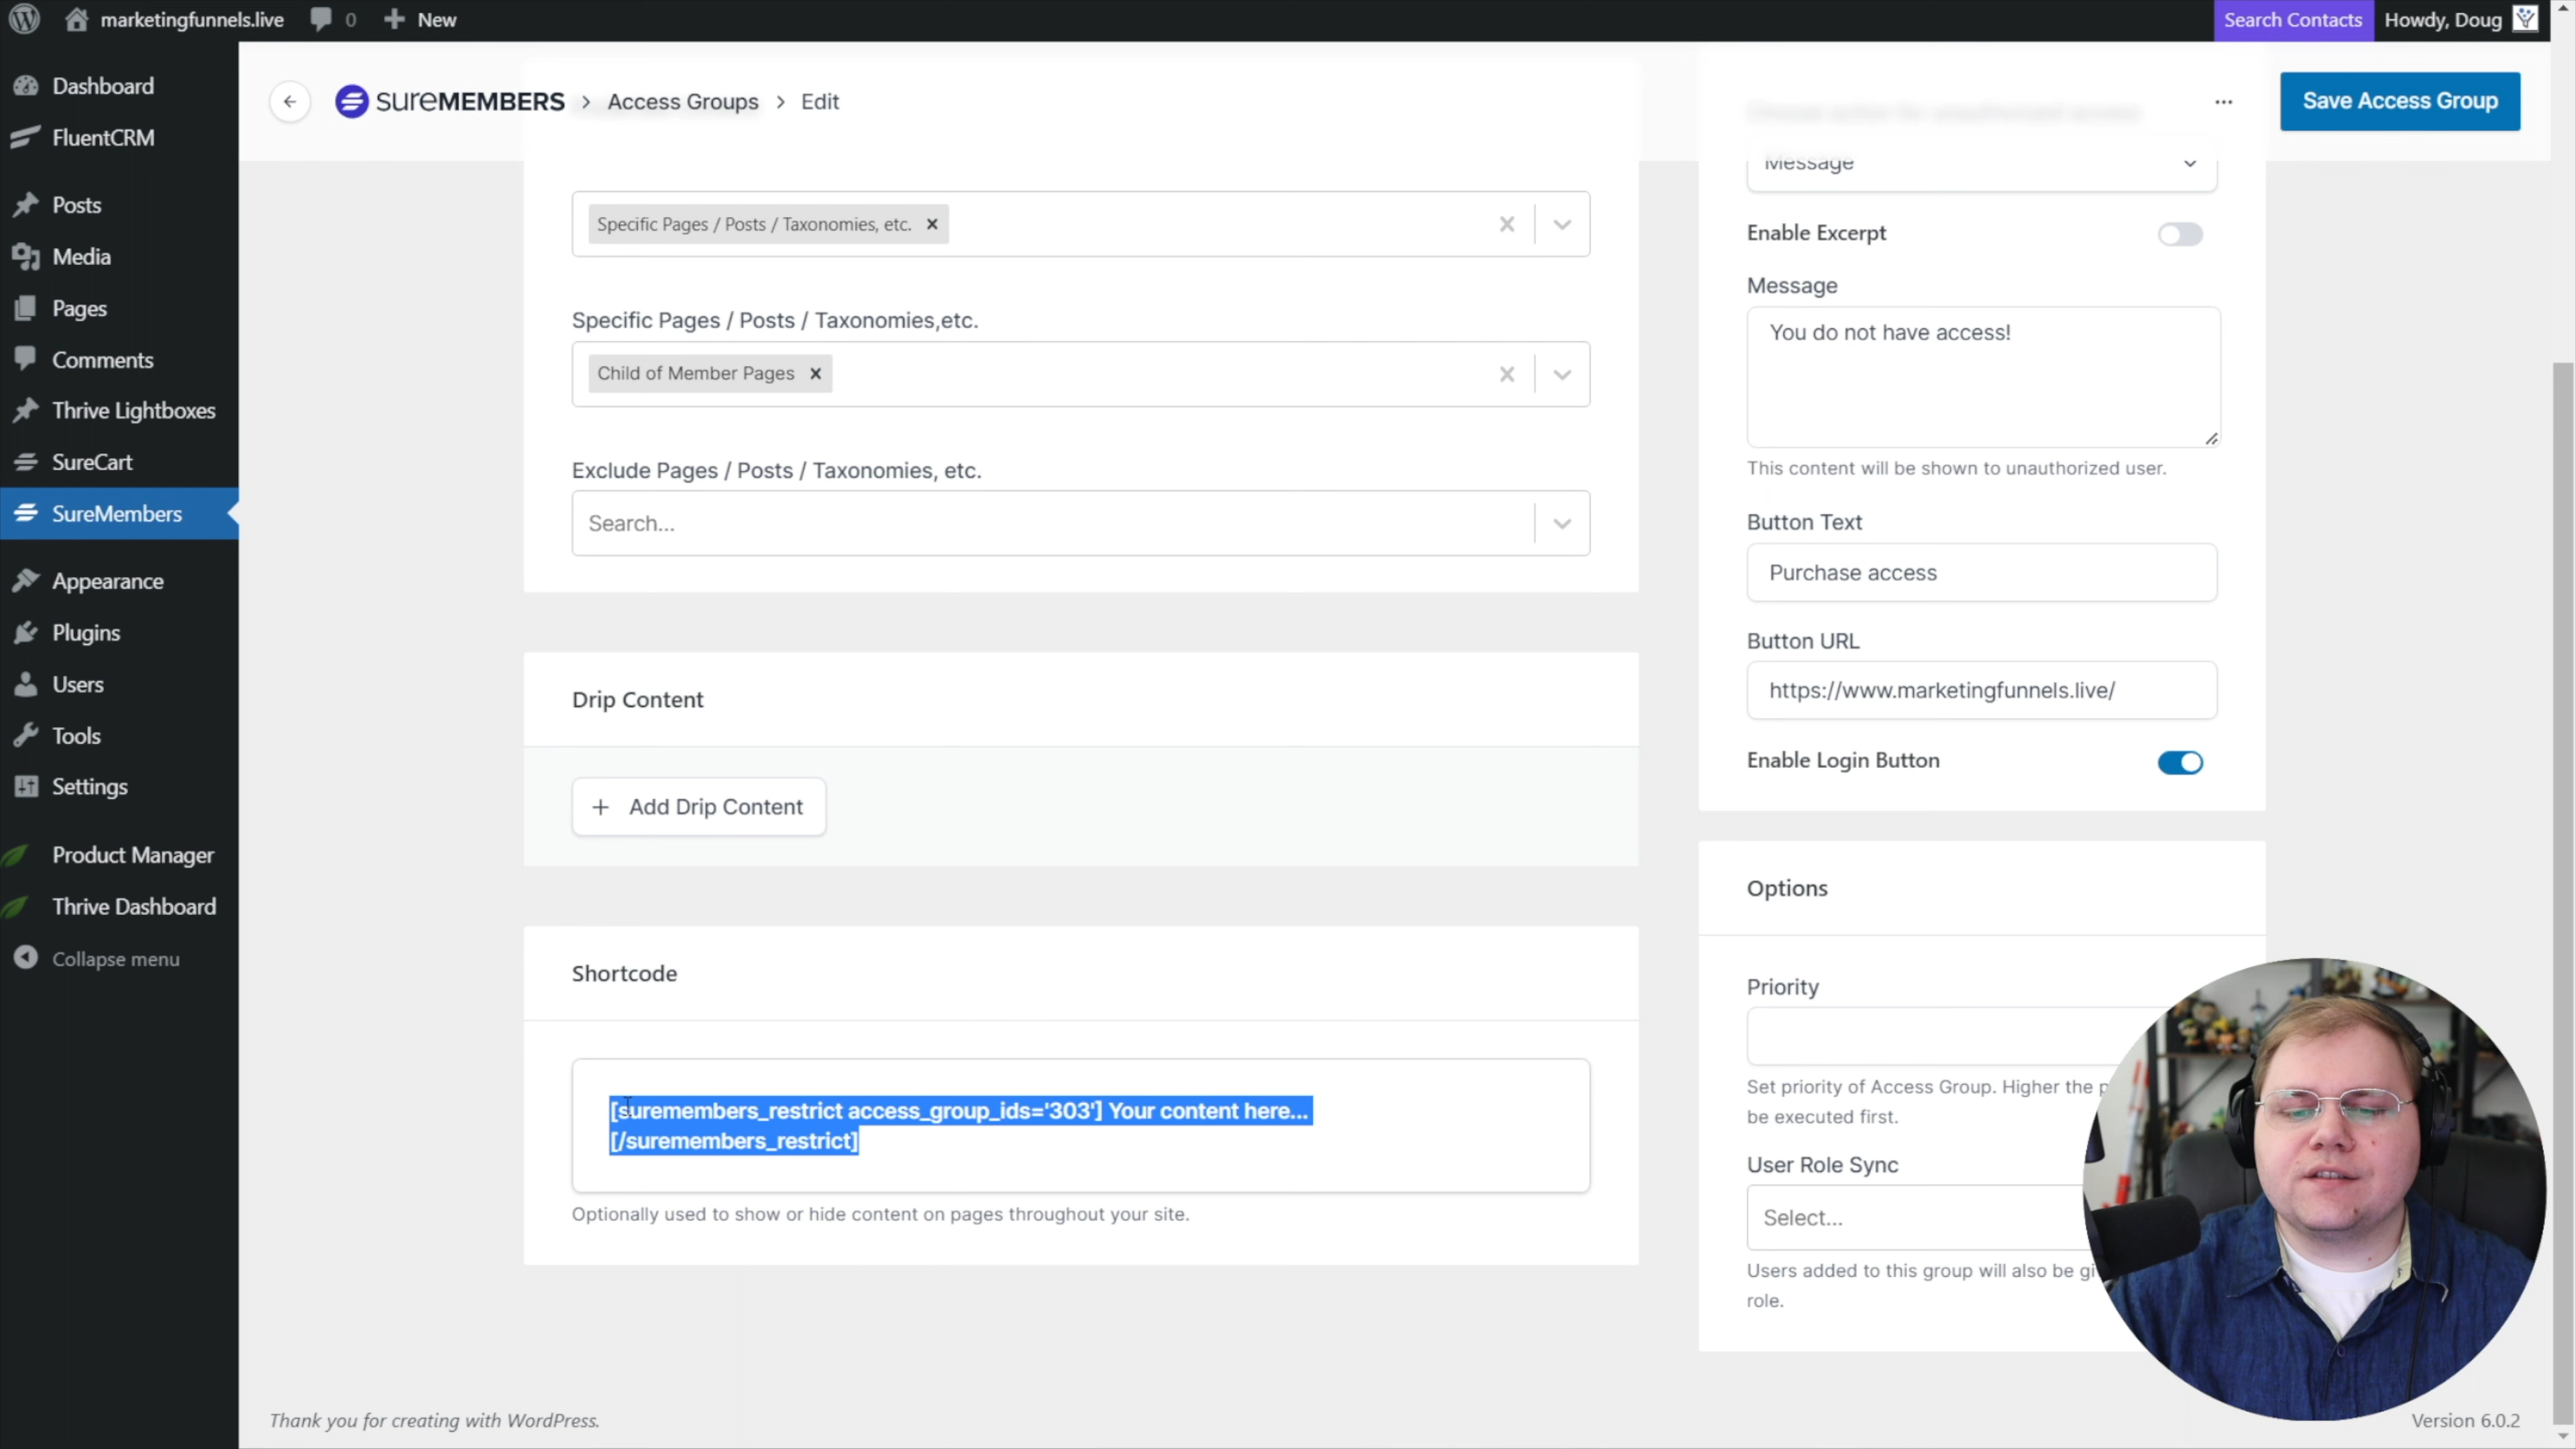 marketingfunnels.live
0
New
Search Contacts
Howdy, Doug
Dashboard
FluentCRM
Posts
Media
Pages
Comments
Thrive Lightboxes
SureCart
SureMembers
Appearance
Plugins
Users
Tools
Settings
Product Manager
Thrive Dashboard
Collapse menu
SureMEMBERS > Access Groups > Edit
...
Save Access Group
Specific Pages / Posts / Taxonomies, etc.
Specific Pages / Posts / Taxonomies,etc.
Child of Member Pages
Exclude Pages / Posts / Taxonomies, etc.
Search...
Drip Content
+ Add Drip Content
Shortcode
[suremembers_restrict access_group_ids='303'] Your content here...
[/suremembers_restrict]
Optionally used to show or hide content on pages throughout your site.
Choose action for unauthorized access
Message
Enable Excerpt
Message
You do not have access!
This content will be shown to unauthorized user.
Button Text
Purchase access
Button URL
https://www.marketingfunnels.live/
Enable Login Button
Options
Priority
Set priority of Access Group. Higher the
be executed first.
User Role Sync
Select...
Users added to this group will also be
role.
Thank you for creating with WordPress.
Version 6.0.2